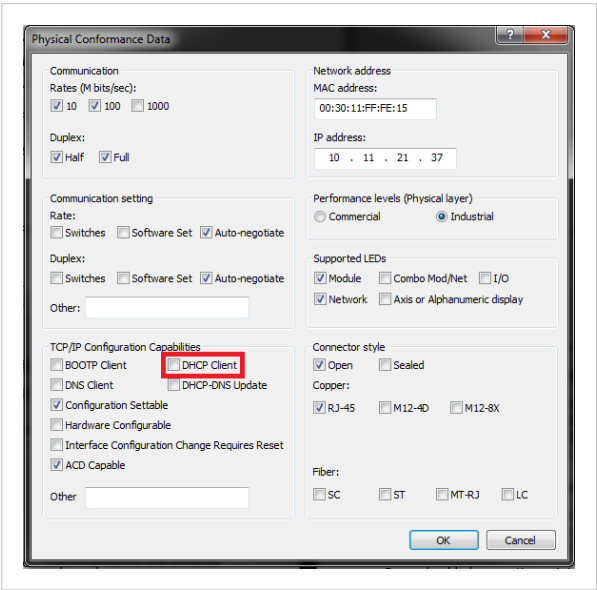 Physical Conformance Data
Communication
Rates (M bits/sec):
10 100 1000
Duplex:
Half Full
Network address
MAC address:
00:30:11:FF:FE:15
IP address:
10 . 11 . 21 . 37
Communication setting
Rate:
Switches Software Set Auto-negotiate
Duplex:
Switches Software Set Auto-negotiate
Other:
Performance levels (Physical layer)
Commercial Industrial
Supported LEDs
Module Combo Mod/Net I/O
Network Axis or Alphanumeric display
TCP/IP Configuration Capabilities
BOOTP Client DHCP Client
DNS Client DHCP-DNS Update
Configuration Settable
Hardware Configurable
Interface Configuration Change Requires Reset
ACD Capable
Other
Connector style
Open Sealed
Copper:
RJ-45 M12-4D M12-8X
Fiber:
SC ST MT-RJ LC
OK Cancel